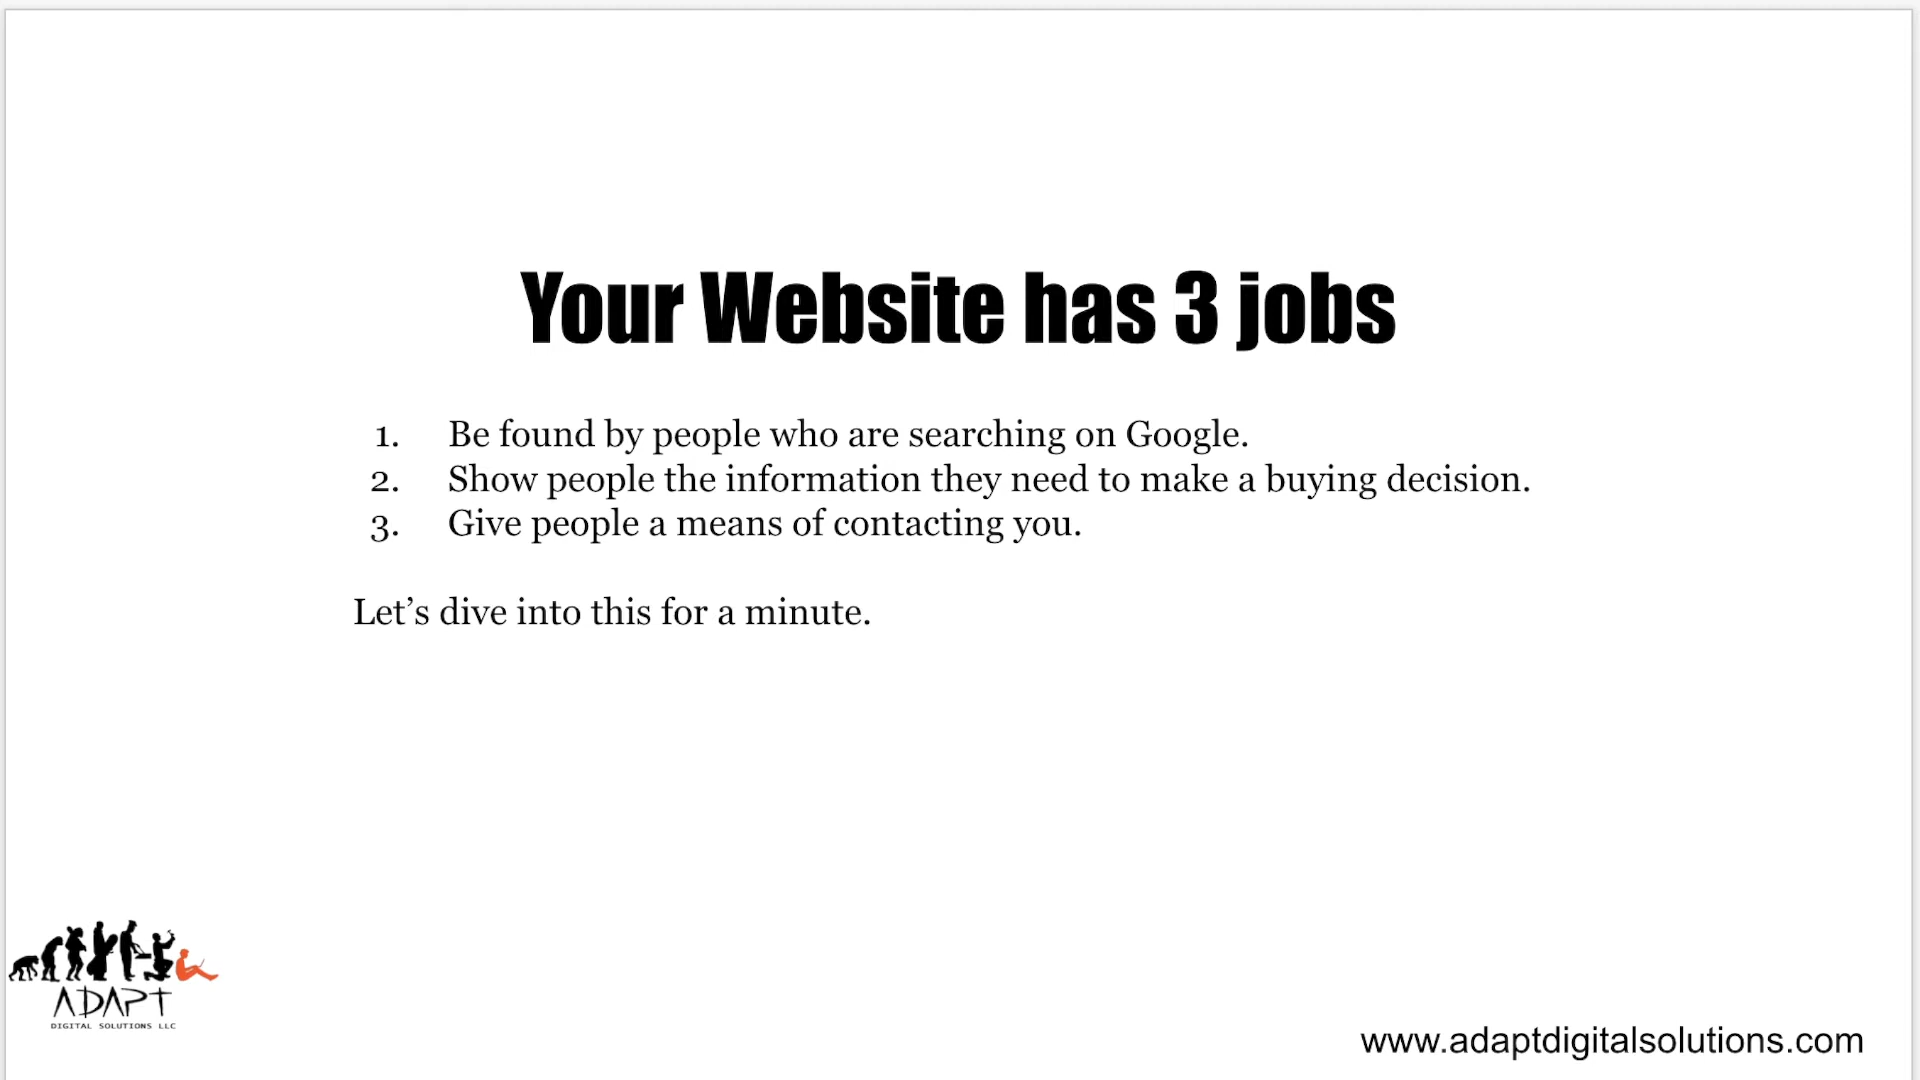 Your Website has 3 jobs
1. Be found by people who are searching on Google.
2. Show people the information they need to make a buying decision.
3. Give people a means of contacting you.
Let’s dive into this for a minute.
ADAPT
DIGITAL SOLUTIONS LLC
www.adaptdigitalsolutions.com